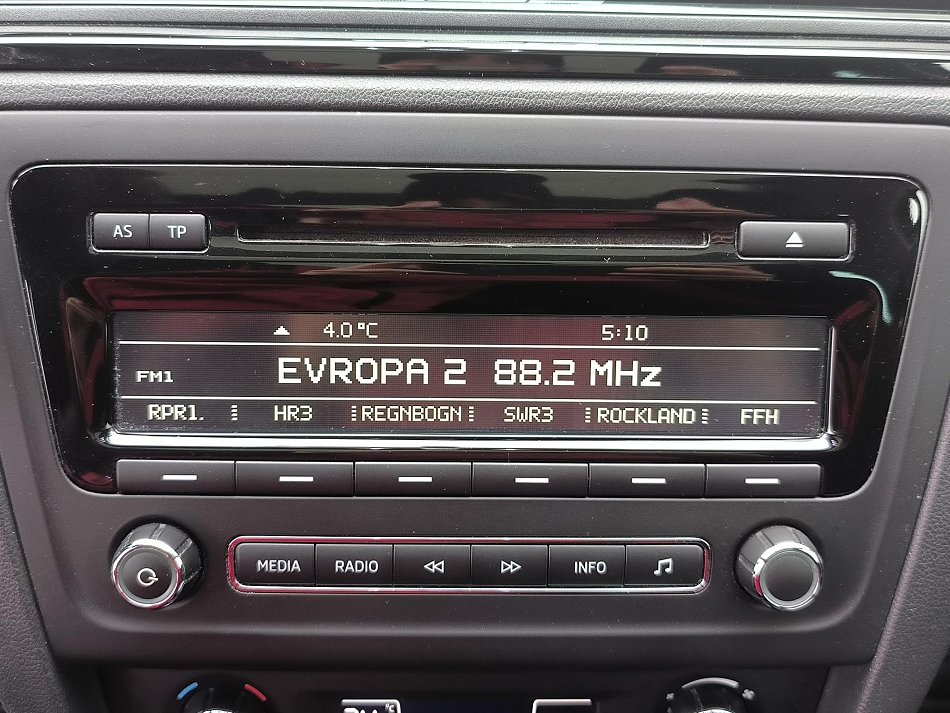 AS TP
4.0°C 5:10
FM1 EVROPA 2 88.2 MHz
RPR1. HR3 REGNBOGN SWR3 ROCKLAND FFH
MEDIA RADIO INFO
°C